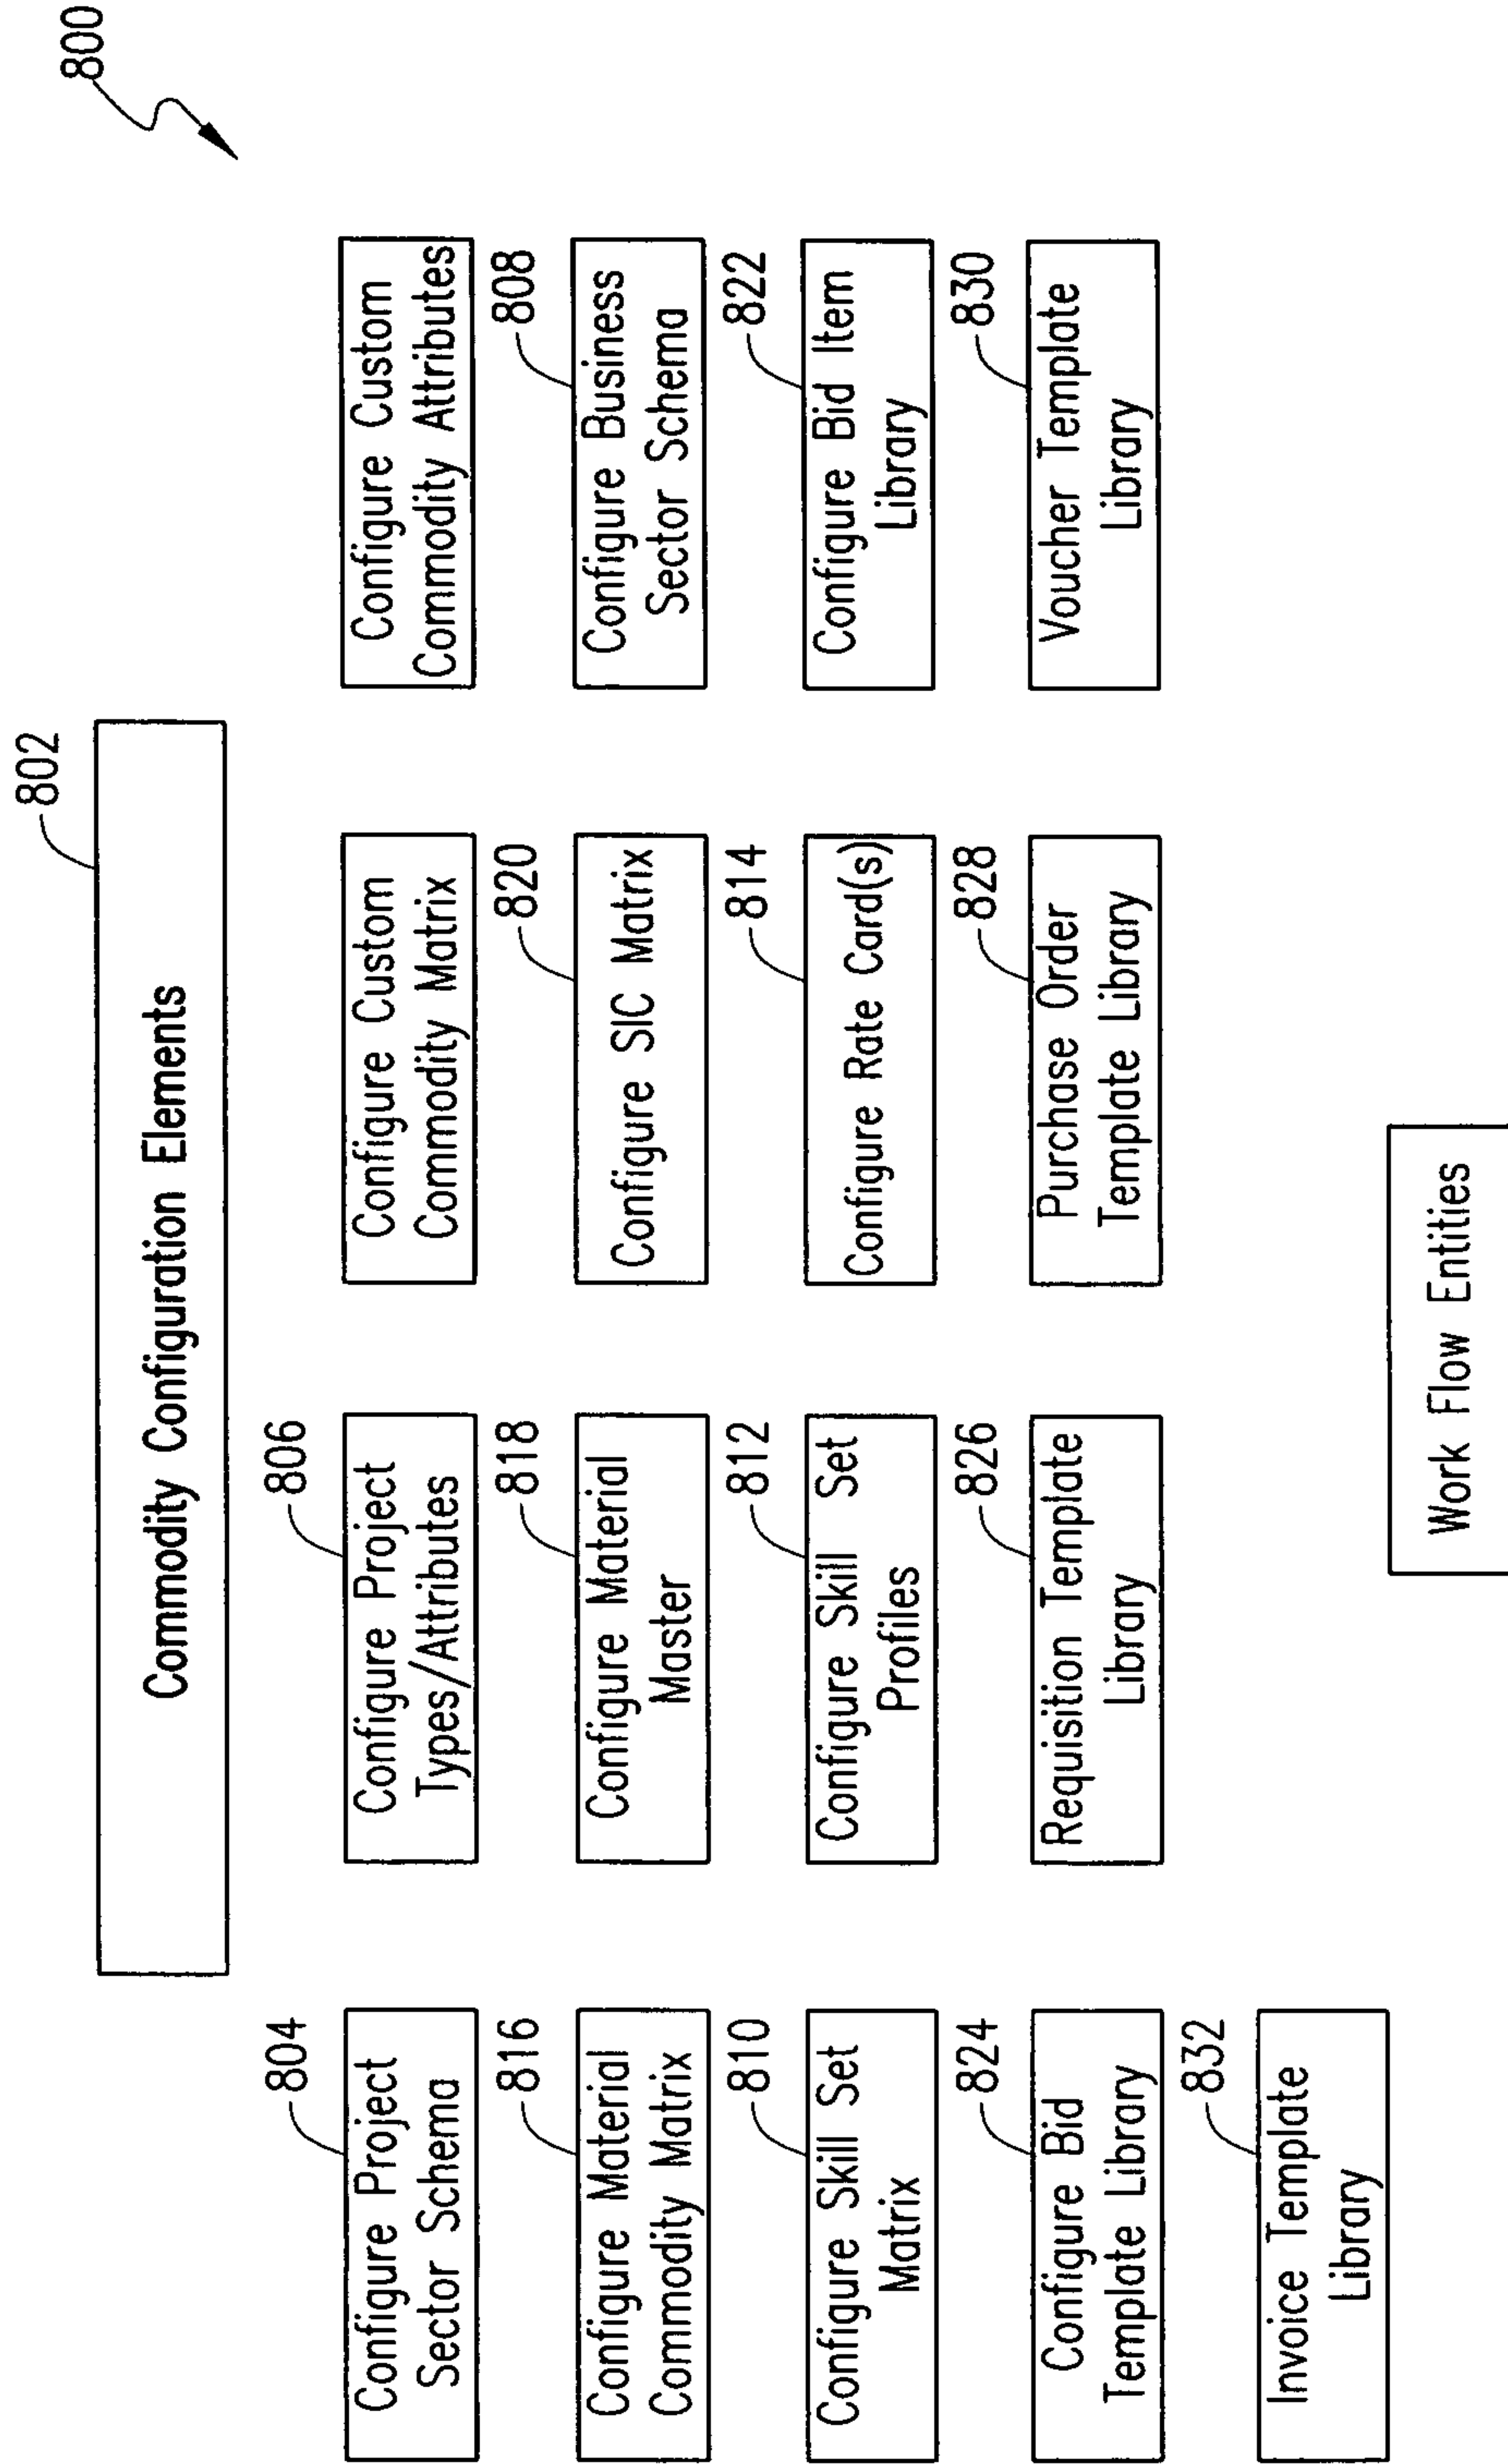 800
802
Commodity Configuration Elements
804
Configure Project
Sector Schema
806
Configure Project
Types/Attributes
Configure Custom
Commodity Matrix
Configure Custom
Commodity Attributes
816
Configure Material
Commodity Matrix
818
Configure Material
Master
820
Configure SIC Matrix
808
Configure Business
Sector Schema
810
Configure Skill Set
Matrix
812
Configure Skill Set
Profiles
814
Configure Rate Card(s)
822
Configure Bid Item
Library
824
Configure Bid
Template Library
826
Requisition Template
Library
828
Purchase Order
Template Library
830
Voucher Template
Library
832
Invoice Template
Library
Work Flow Entities